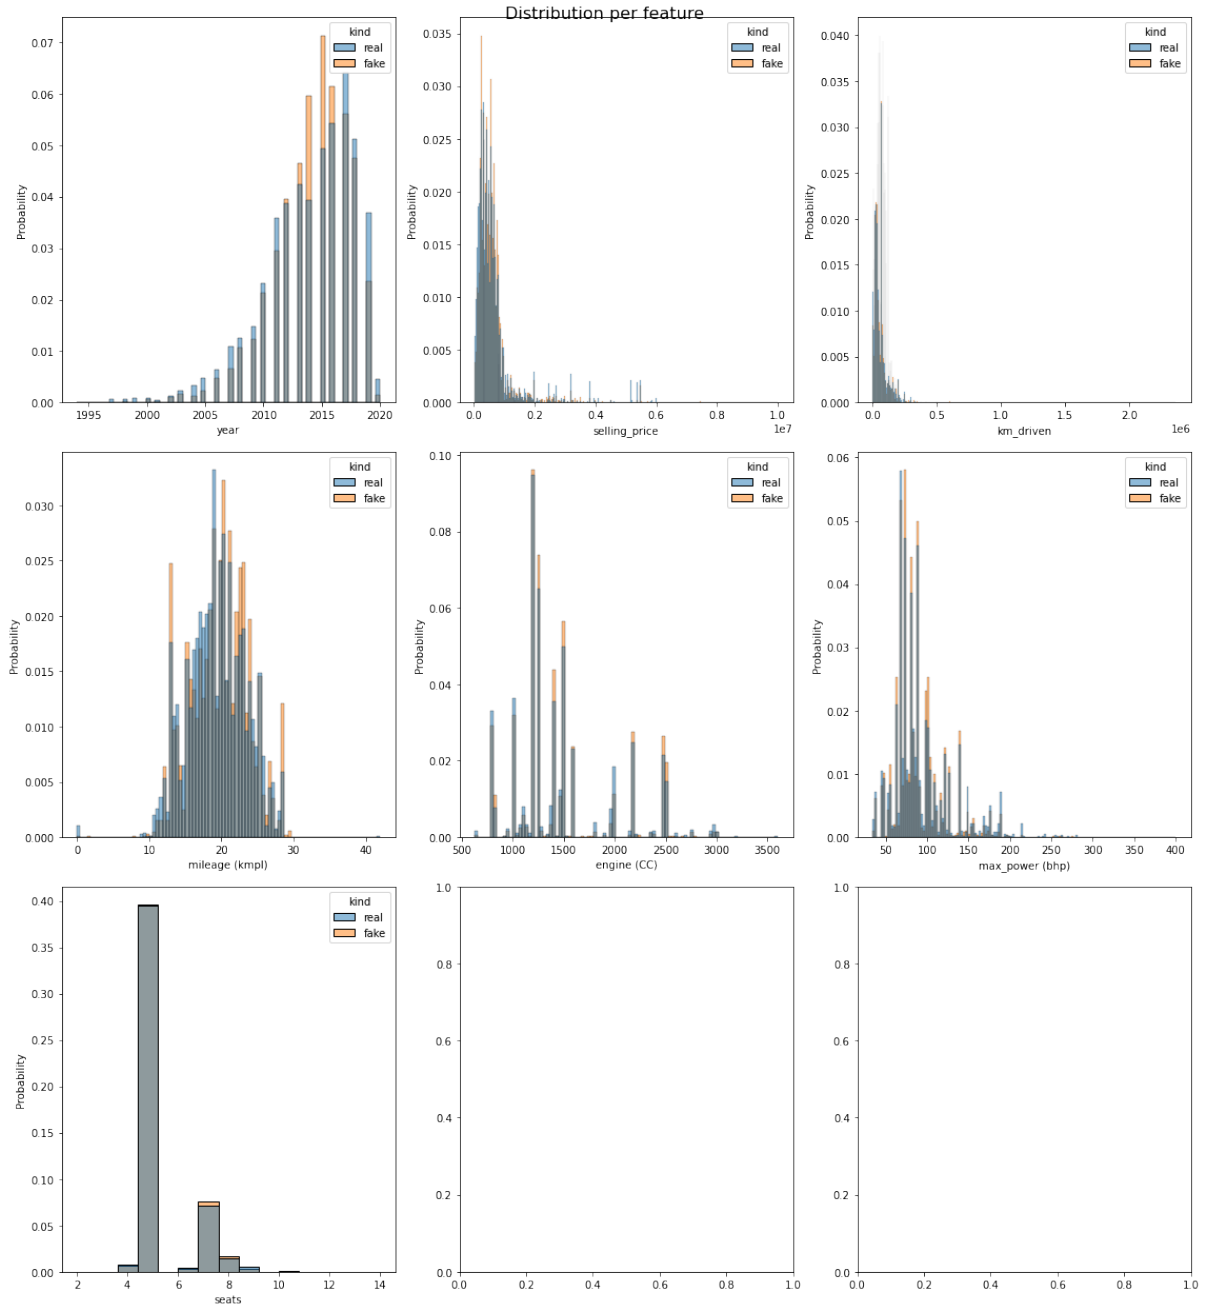 Distribution per feature
kind
real
fake
0.07
0.06
0.05
0.04
0.03
0.02
0.01
0.00
Probability
1995 2000 2005 2010 2015 2020
year
kind
real
fake
0.035
0.030
0.025
0.020
0.015
0.010
0.005
0.000
Probability
0.0 0.2 0.4 0.6 0.8 1.0
1e7
selling_price
kind
real
fake
0.040
0.035
0.030
0.025
0.020
0.015
0.010
0.005
0.000
Probability
0.0 0.5 1.0 1.5 2.0
1e6
km_driven
kind
real
fake
0.030
0.025
0.020
0.015
0.010
0.005
0.000
Probability
0 10 20 30 40
mileage (kmpl)
kind
real
fake
0.10
0.08
0.06
0.04
0.02
0.00
Probability
500 1000 1500 2000 2500 3000 3500
engine (CC)
kind
real
fake
0.06
0.05
0.04
0.03
0.02
0.01
0.00
Probability
50 100 150 200 250 300 350 400
max_power (bhp)
kind
real
fake
0.40
0.35
0.30
0.25
0.20
0.15
0.10
0.05
0.00
Probability
2 4 6 8 10 12 14
seats
1.0
0.8
0.6
0.4
0.2
0.0
0.0 0.2 0.4 0.6 0.8 1.0
1.0
0.8
0.6
0.4
0.2
0.0
0.0 0.2 0.4 0.6 0.8 1.0